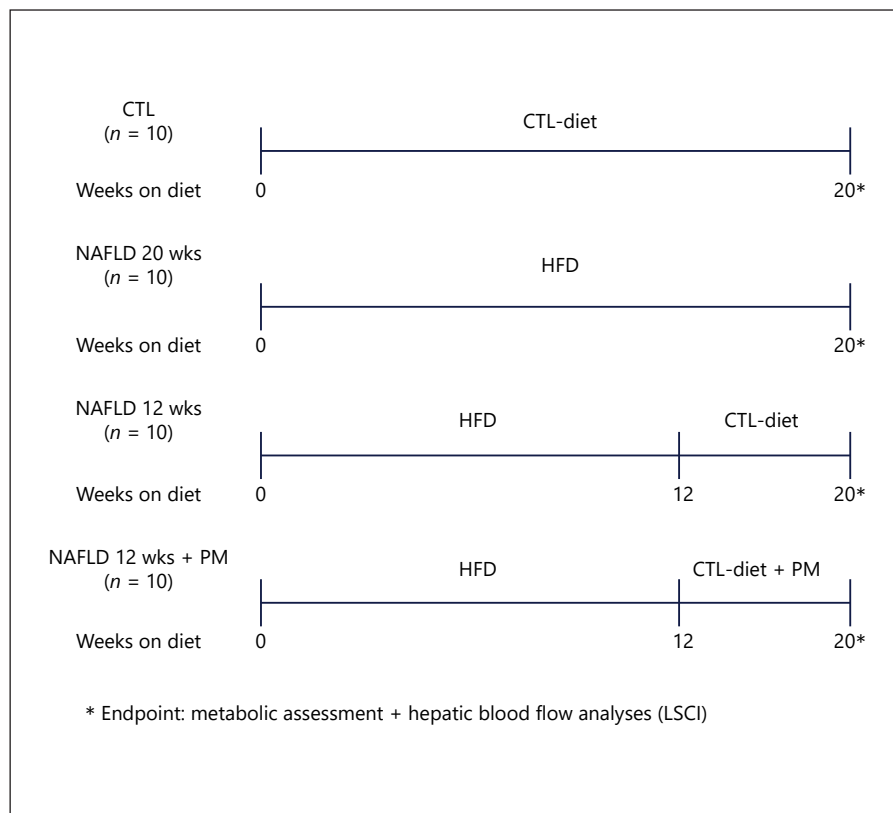 CTL
(n = 10)
CTL-diet
Weeks on diet
0
20*
NAFLD 20 wks
(n = 10)
HFD
Weeks on diet
0
20*
NAFLD 12 wks
(n = 10)
HFD
CTL-diet
Weeks on diet
0
12
20*
NAFLD 12 wks + PM
(n = 10)
HFD
CTL-diet + PM
Weeks on diet
0
12
20*
* Endpoint: metabolic assessment + hepatic blood flow analyses (LSCI)